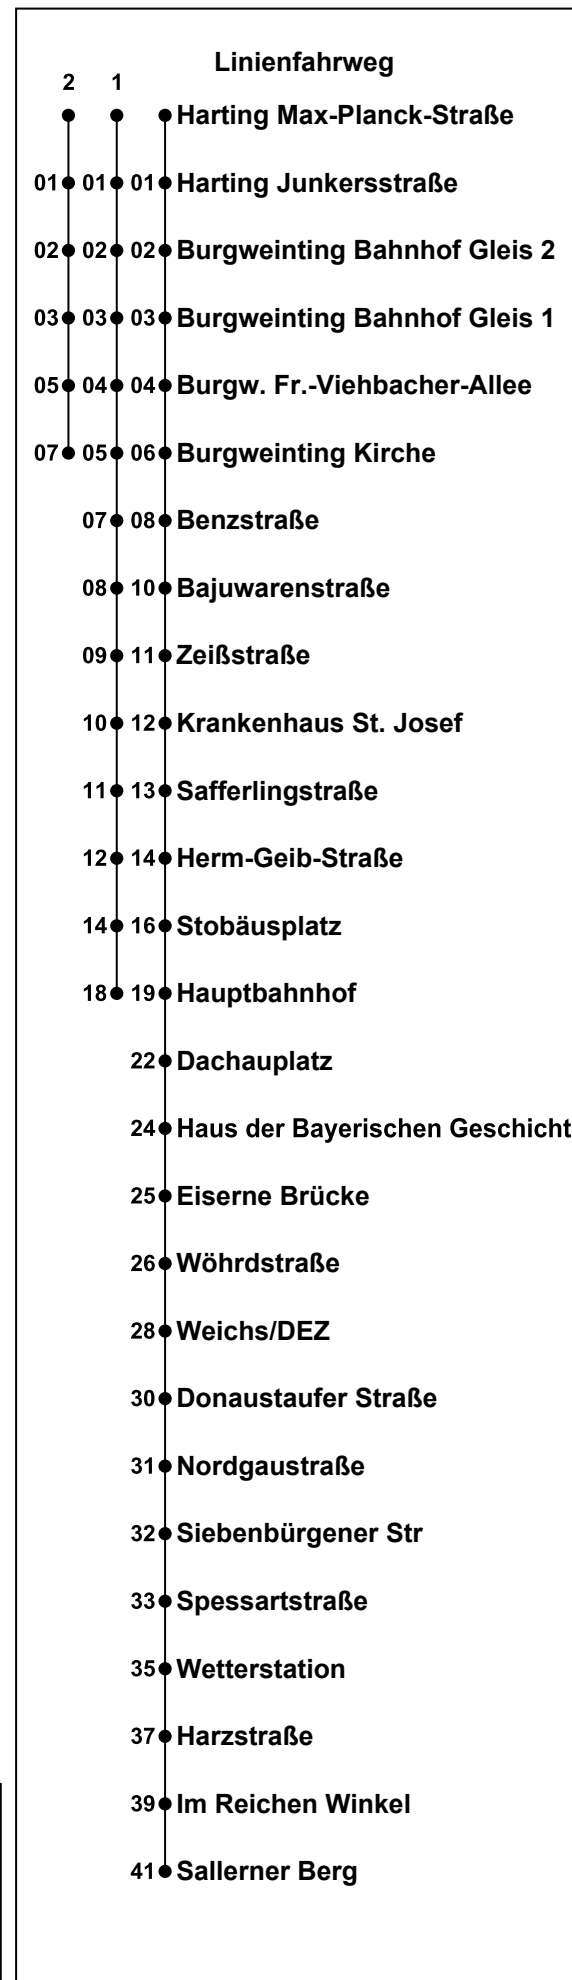 Linienfahrweg
2 1
Harting Max-Planck-Straße
01 01 01 Harting Junkersstraße
02 02 02 Burgweinting Bahnhof Gleis 2
03 03 03 Burgweinting Bahnhof Gleis 1
05 04 04 Burgw. Fr.-Viehbacher-Allee
07 05 06 Burgweinting Kirche
07 08 Benzstraße
08 10 Bajuwarenstraße
09 11 Zeißstraße
10 12 Krankenhaus St. Josef
11 13 Safferlingstraße
12 14 Herm-Geib-Straße
14 16 Stobäusplatz
18 19 Hauptbahnhof
22 Dachauplatz
24 Haus der Bayerischen Geschicht
25 Eiserne Brücke
26 Wöhrdstraße
28 Weichs/DEZ
30 Donaustaufer Straße
31 Nordgaustraße
32 Siebenbürgener Str
33 Spessartstraße
35 Wetterstation
37 Harzstraße
39 Im Reichen Winkel
41 Sallerner Berg